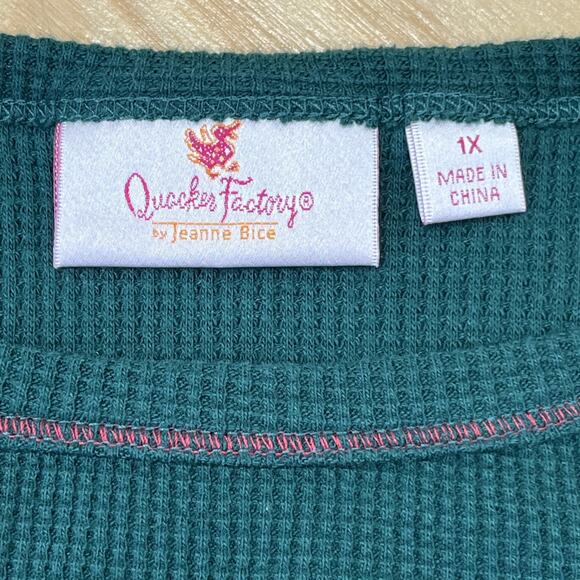 Quacker Factory®
by Jeanne Bice
1X
MADE IN
CHINA